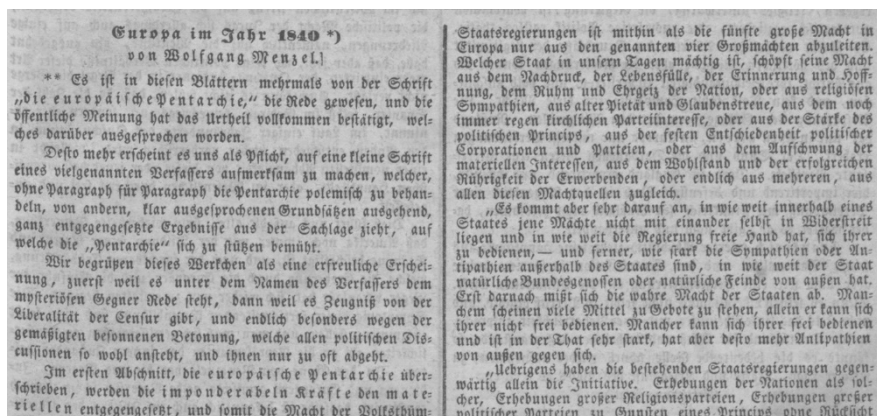 Europa im Jahr 1840 *)
von Wolfgang Menzel.)
** Es ist in diesen Blättern mehrmals von der Schrift
„die europäische Pentarchie,“ die Rede gewesen, und die
öffentliche Meinung hat das Urtheil vollkommen bestätigt, wel-
ches darüber ausgesprochen worden.
Desto mehr erscheint es uns als Pflicht, auf eine kleine Schrift
eines vielgenannten Verfassers aufmerksam zu machen, welcher,
ohne Paragraph für Paragraph die Pentarchie polemisch zu behan-
deln, von andern, klar ausgesprochenen Grundsätzen ausgehend,
ganz entgegengesetzte Ergebnisse aus der Sachlage zieht, auf
welche die „Pentarchie“ sich zu stützen bemüht.
Wir begrüßen dieses Werkchen als eine erfreuliche Erschei-
nung, zuerst weil es unter dem Namen des Verfassers dem
mysteriösen Gegner Rede steht, dann weil es Zeugniß von der
Liberalität der Censur gibt, und endlich besonders wegen der
gemäßigten besonnenen Betonung, welche allen politischen Dis-
cussionen so wohl ansteht, und ihnen nur zu oft abgeht.
Im ersten Abschnitt, die europäische Pentarchie über-
schrieben, werden die imponderabeln Kräfte den mate-
riellen entgegengesetzt, und somit die Macht der Volksthüm-
Staatsregierungen ist mithin als die fünfte große Macht in
Europa nur aus den genannten vier Großmächten abzuleiten.
Welcher Staat in unsern Tagen mächtig ist, schöpft seine Macht
aus dem Nachdruck, der Lebensfülle, der Erinnerung und Hoff-
nung, dem Ruhm und Ehrgeiz der Nation, oder aus religiösen
Sympathien, aus alter Pietät und Glaubenstreue, aus dem noch
immer regen kirchlichen Parteiinteresse, oder aus der Stärke des
politischen Princips, aus der festen Entschiedenheit politischer
Corporationen und Parteien, oder aus dem Aufschwung der
materiellen Interessen, aus dem Wohlstand und der erfolgreichen
Rührigkeit der Erwerbenden, oder endlich aus mehreren, aus
allen diesen Machtquellen zugleich.
„Es kommt aber sehr darauf an, in wie weit innerhalb eines
Staates jene Mächte nicht mit einander selbst in Widerstreit
liegen und in wie weit die Regierung freie Hand hat, sich ihrer
zu bedienen, — und ferner, wie stark die Sympathien oder An-
tipathien außerhalb des Staates sind, in wie weit der Staat
natürliche Bundesgenossen oder natürliche Feinde von außen hat.
Erst darnach mißt sich die wahre Macht der Staaten ab. Man-
chem scheinen viele Mittel zu Gebote zu stehen, allein er kann sich
ihrer nicht frei bedienen. Mancher kann sich ihrer frei bedienen
und ist in der That sehr stark, hat aber desto mehr Antipathien
von außen gegen sich.
„Uebrigens haben die bestehenden Staatsregierungen gegen-
wärtig allein die Initiative. Erhebungen der Nationen als sol-
cher, Erhebungen großer Religionsparteien, Erhebungen großer
politischer Parteien zu Gunsten eines Princips ohne Rücksicht